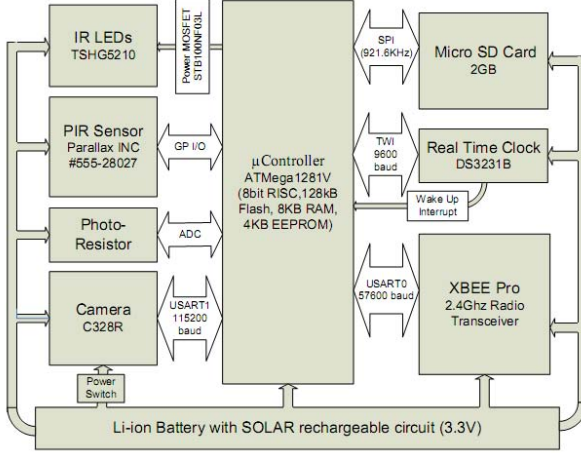 IR LEDs
TSHG5210
Power MOSFET
STB100NF03L
SPI
(921.6KHz)
Micro SD Card
2GB
PIR Sensor
Parallax INC
#555-28027
GP I/O
µController
ATMega1281V
(8bit RISC,128kB
Flash, 8KB RAM,
4KB EEPROM)
TWI
9600
baud
Real Time Clock
DS3231B
Wake Up
Interrupt
Photo-
Resistor
ADC
Camera
C328R
USART1
115200
baud
USART0
57600 baud
XBEE Pro
2.4Ghz Radio
Transceiver
Power
Switch
Li-ion Battery with SOLAR rechargeable circuit (3.3V)